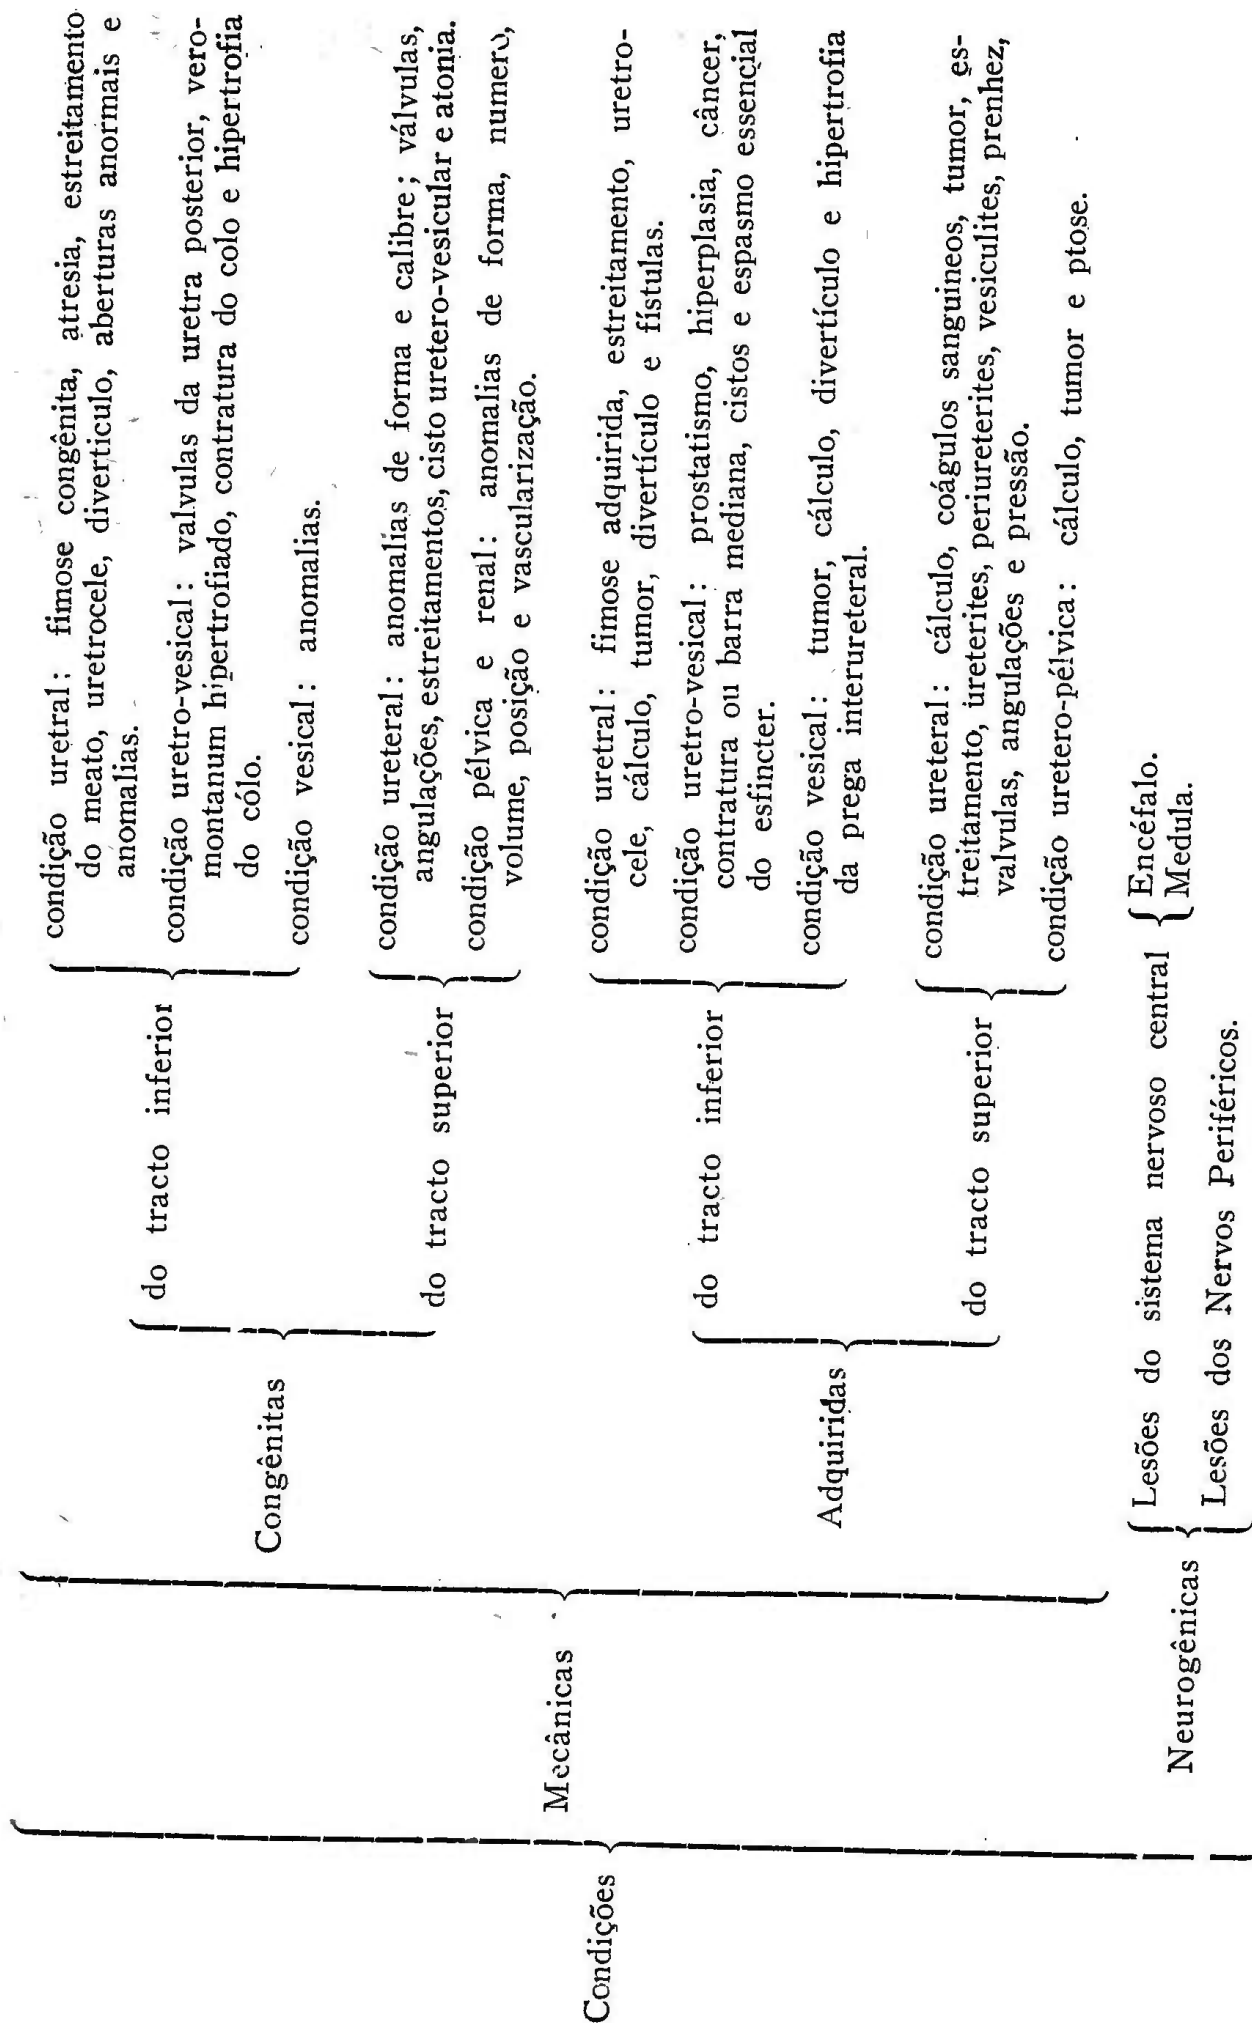 Condições
Mecânicas
Congênitas
do tracto inferior
condição uretral: fimose congênita, atresia, estreitamento
do meato, uretrocele, diverticulo, aberturas anormais e
anomalias.
condição uretro-vesical: valvulas da uretra posterior, vero-
montanum hipertrofiado, contratura do colo e hipertrofia
do cólo.
condição vesical: anomalias.
do tracto superior
condição ureteral: anomalias de forma e calibre; válvulas,
angulações, estreitamentos, cisto uretero-vesicular e atonia.
condição pélvica e renal: anomalias de forma, numero,
volume, posição e vascularização.
Adquiridas
do tracto inferior
condição uretral: fimose adquirida, estreitamento, uretro-
cele, cálculo, tumor, divertículo e fístulas.
condição uretro-vesical: prostatismo, hiperplasia, câncer,
contratura ou barra mediana, cistos e espasmo essencial
do esfincter.
condição vesical: tumor, cálculo, divertículo e hipertrofia
da prega interureteral.
do tracto superior
condição ureteral: cálculo, coágulos sanguineos, tumor, es-
treitamento, ureterites, periureterites, vesiculites, prenhez,
valvulas, angulações e pressão.
condição uretero-pélvica: cálculo, tumor e ptose.
Neurogênicas
Lesões do sistema nervoso central
Encéfalo.
Medula.
Lesões dos Nervos Periféricos.